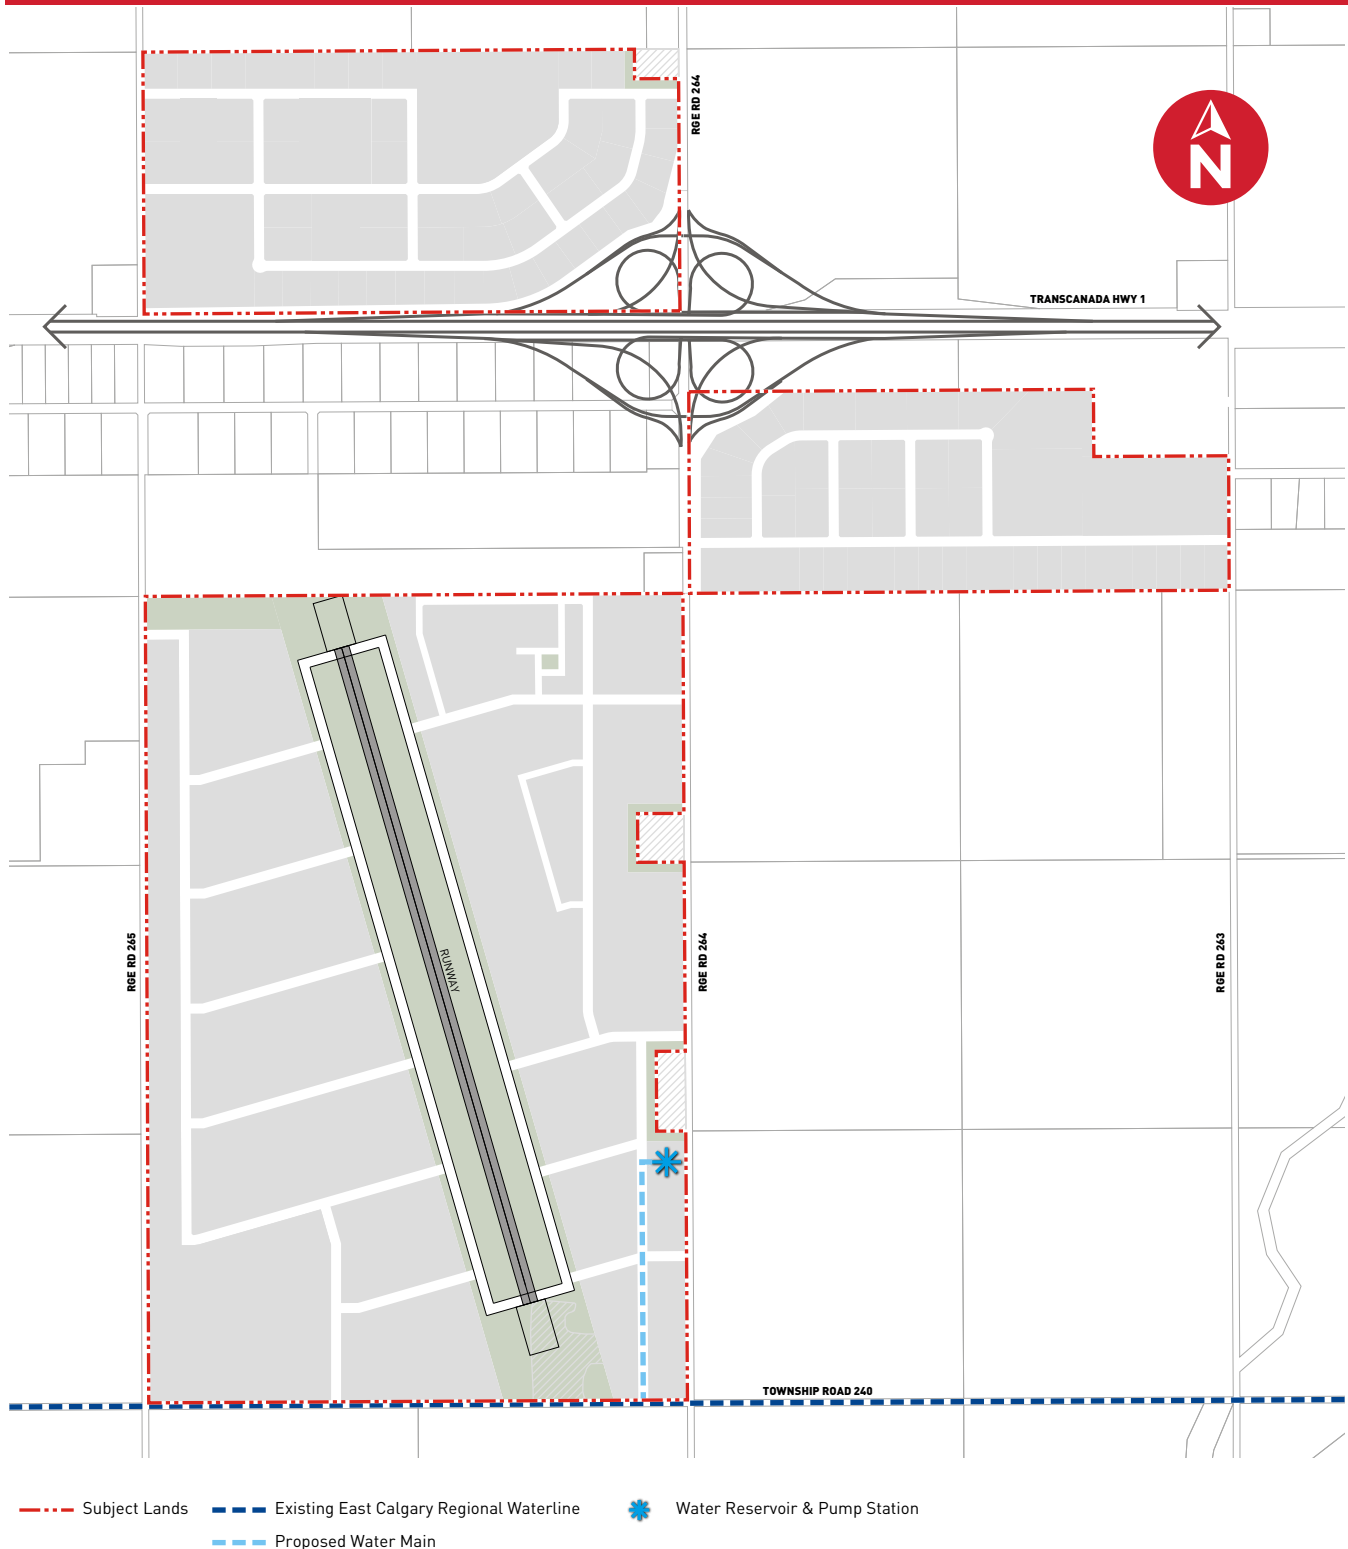 RGE RD 264
N
TRANSCANADA HWY 1
RUNWAY
RGE RD 265
RGE RD 264
RGE RD 263
TOWNSHIP ROAD 240
Subject Lands
Existing East Calgary Regional Waterline
Water Reservoir & Pump Station
Proposed Water Main